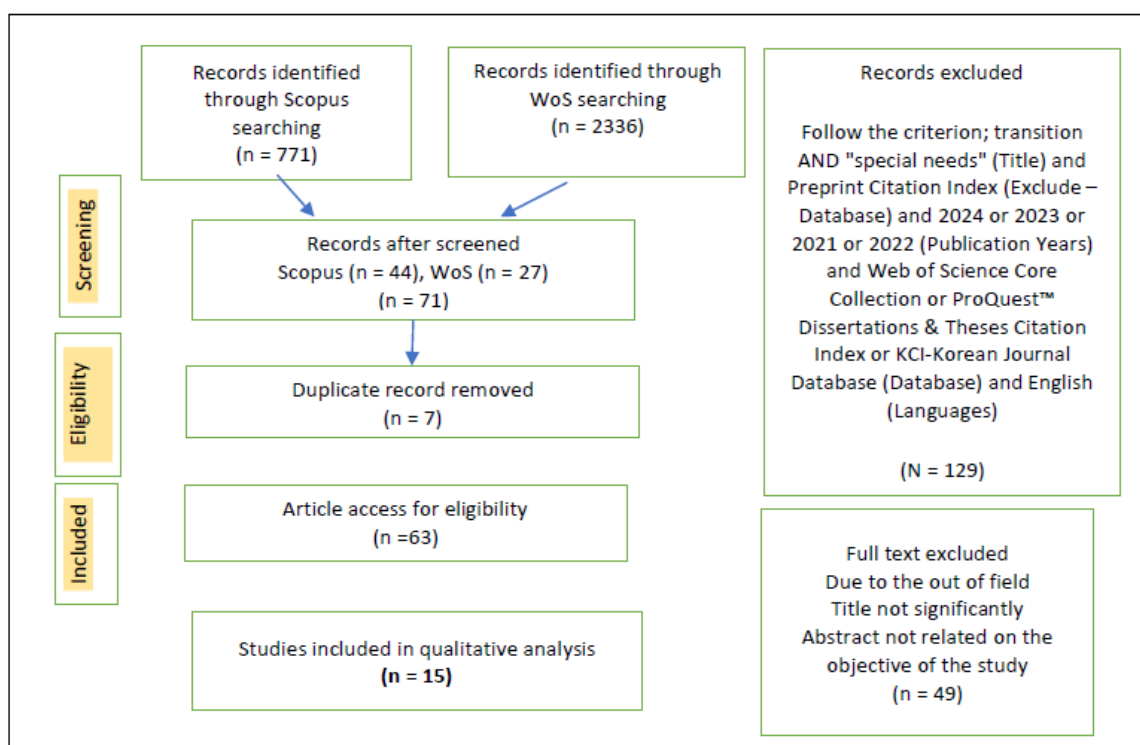 Records identified
through Scopus
searching
(n = 771)
Records identified through
WoS searching
(n = 2336)
Records excluded
Follow the criterion; transition
AND "special needs" (Title) and
Preprint Citation Index (Exclude –
Database) and 2024 or 2023 or
2021 or 2022 (Publication Years)
and Web of Science Core
Collection or ProQuest™
Dissertations & Theses Citation
Index or KCI-Korean Journal
Database (Database) and English
(Languages)
(N = 129)
Screening
Records after screened
Scopus (n = 44), WoS (n = 27)
(n = 71)
Eligibility
Duplicate record removed
(n = 7)
Included
Article access for eligibility
(n =63)
Full text excluded
Due to the out of field
Title not significantly
Abstract not related on the
objective of the study
(n = 49)
Studies included in qualitative analysis
(n = 15)